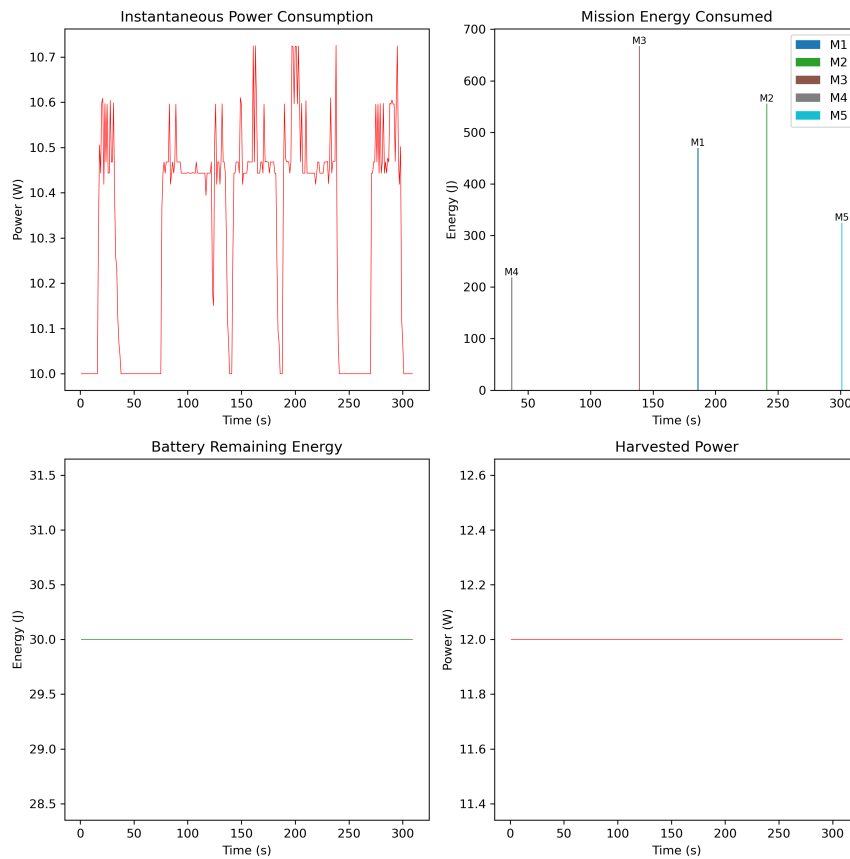 Instantaneous Power Consumption
10.7
10.6
10.5
10.4
10.3
10.2
10.1
10.0
Power (W)
0 50 100 150 200 250 300
Time (s)
Mission Energy Consumed
700
600
500
400
300
200
100
0
Energy (J)
M4
M3
M1
M2
M5
M1
M2
M3
M4
M5
50 100 150 200 250 300
Time (s)
Battery Remaining Energy
31.5
31.0
30.5
30.0
29.5
29.0
28.5
Energy (J)
0 50 100 150 200 250 300
Time (s)
Harvested Power
12.6
12.4
12.2
12.0
11.8
11.6
11.4
Power (W)
0 50 100 150 200 250 300
Time (s)